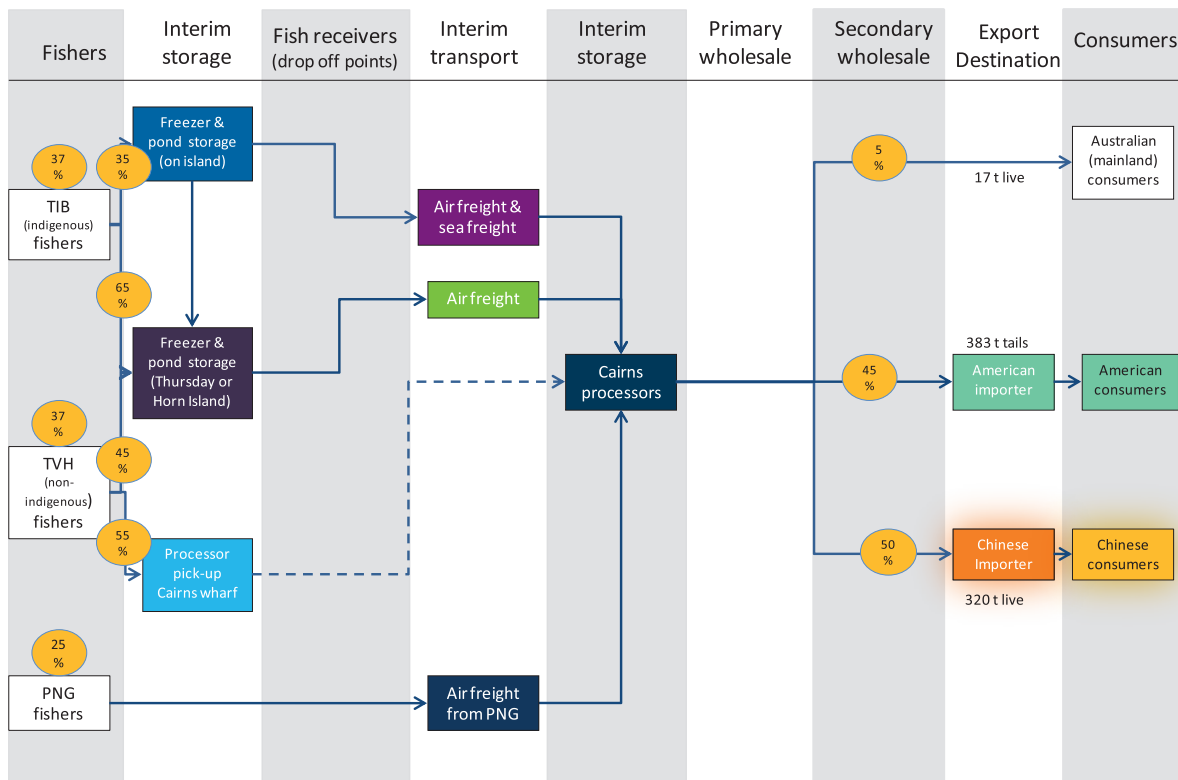 Fishers
Interim
storage
Fish receivers
(drop off points)
Interim
transport
Interim
storage
Primary
wholesale
Secondary
wholesale
Export
Destination
Consumers
37
%
35
%
TIB
(indigenous)
fishers
65
%
37
%
TVH
(non-
indigenous)
fishers
45
%
55
%
25
%
PNG
fishers
Freezer &
pond storage
(on island)
Freezer &
pond storage
(Thursday or
Horn Island)
Processor
pick-up
Cairns wharf
Air freight &
sea freight
Air freight
Air freight
from PNG
Cairns
processors
5
%
17 t live
Australian
(mainland)
consumers
45
%
383 t tails
American
importer
American
consumers
50
%
Chinese
Importer
320 t live
Chinese
consumers